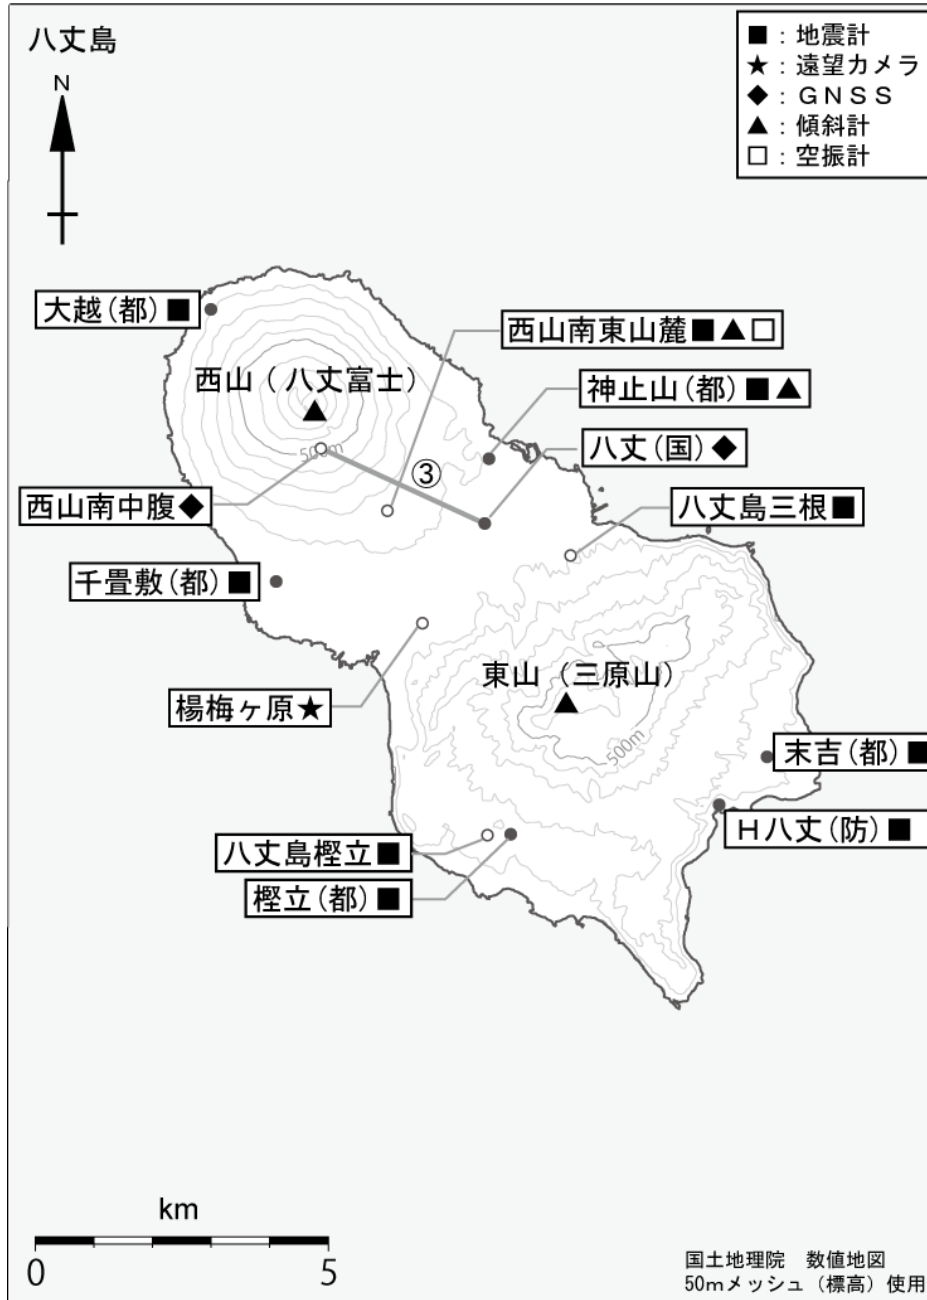 八丈島
N
■：地震計
★：遠望カメラ
◆：ＧＮＳＳ
▲：傾斜計
□：空振計
大越(都)■
西山南東山麓■▲□
西山（八丈富士）
神止山(都)■▲
500m
③
八丈(国)◆
西山南中腹◆
八丈島三根■
千畳敷(都)■
東山（三原山）
楊梅ヶ原★
500m
末吉(都)■
Ｈ八丈(防)■
八丈島樫立■
樫立(都)■
km
0 5
国土地理院　数値地図
50mメッシュ（標高）使用